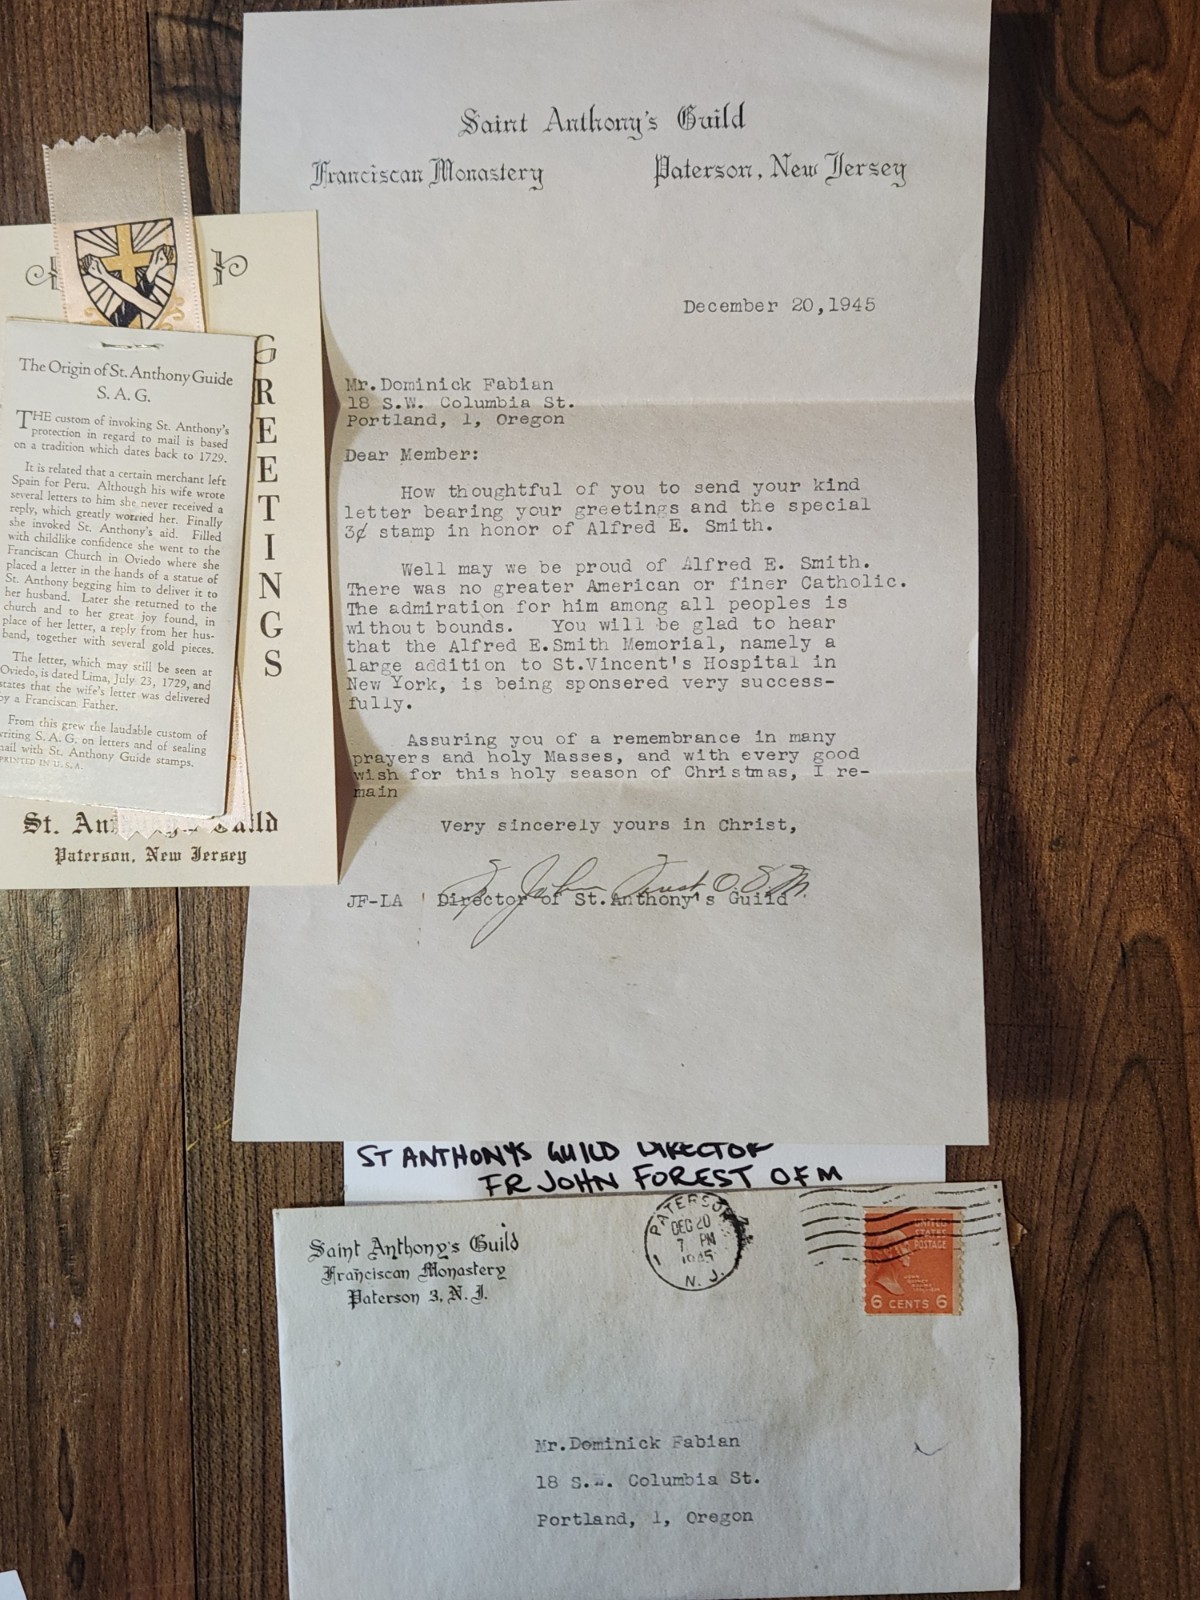 Saint Anthony's Guild
Franciscan Monastery Paterson, New Jersey
December 20,1945
Mr.Dominick Fabian
18 S.W. Columbia St.
Portland, 1, Oregon
Dear Member:
How thoughtful of you to send your kind
letter bearing your greetings and the special
3¢ stamp in honor of Alfred E. Smith.
Well may we be proud of Alfred E. Smith.
There was no greater American or finer Catholic.
The admiration for him among all peoples is
without bounds. You will be glad to hear
that the Alfred E.Smith Memorial, namely a
large addition to St.Vincent's Hospital in
New York, is being sponsered very success-
fully.
Assuring you of a remembrance in many
prayers and holy Masses, and with every good
wish for this holy season of Christmas, I re-
main
Very sincerely yours in Christ,
Fr John Forest O.F.M.
JF-LA Director of St.Anthony's Guild
GREETINGS
The Origin of St. Anthony Guide
S. A. G.
THE custom of invoking St. Anthony's
protection in regard to mail is based
on a tradition which dates back to 1729.
It is related that a certain merchant left
Spain for Peru. Although his wife wrote
several letters to him she never received a
reply, which greatly worried her. Finally
she invoked St. Anthony's aid. Filled
with childlike confidence she went to the
Franciscan Church in Oviedo where she
placed a letter in the hands of a statue of
St. Anthony begging him to deliver it to
her husband. Later she returned to the
church and to her great joy found, in
place of her letter, a reply from her hus-
band, together with several gold pieces.
The letter, which may still be seen at
Oviedo, is dated Lima, July 23, 1729, and
states that the wife's letter was delivered
by a Franciscan Father.
From this grew the laudable custom of
writing S. A. G. on letters and of sealing
mail with St. Anthony Guide stamps.
PRINTED IN U.S.A.
St. Anthony's Guild
Paterson, New Jersey
ST ANTHONYS GUILD DIRECTOR
FR JOHN FOREST OFM
Saint Anthony's Guild
Franciscan Monastery
Paterson 3, N. J.
PATERSON
DEC 20
7 PM
1945
N. J.
1
UNITED
STATES
POSTAGE
6 CENTS 6
Mr.Dominick Fabian
18 S.W. Columbia St.
Portland, 1, Oregon